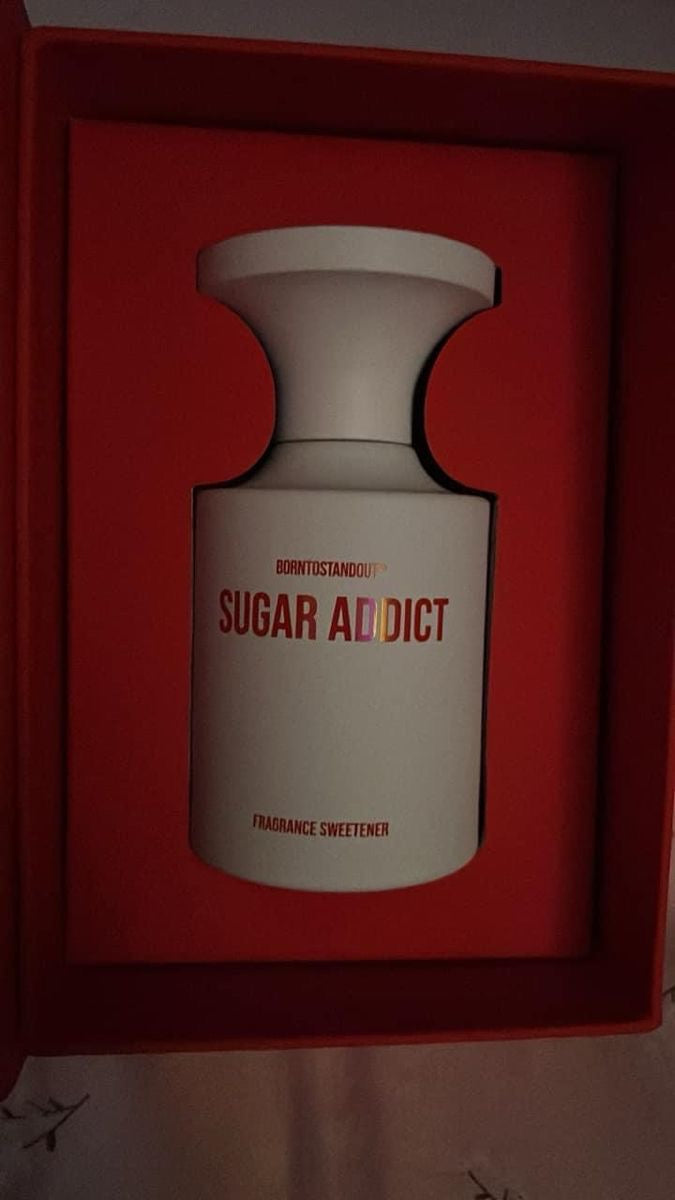 BORNTOSTANDOUT®
SUGAR ADDICT
FRAGRANCE SWEETENER